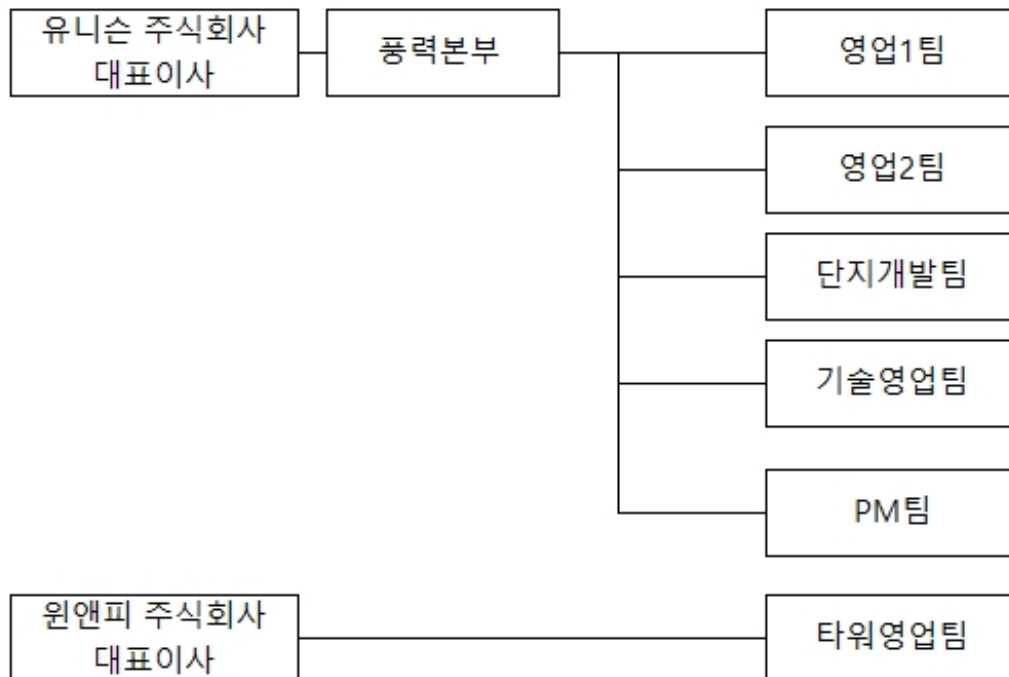 유니슨 주식회사
대표이사
풍력본부
영업1팀
영업2팀
단지개발팀
기술영업팀
PM팀
윈앤피 주식회사
대표이사
타워영업팀